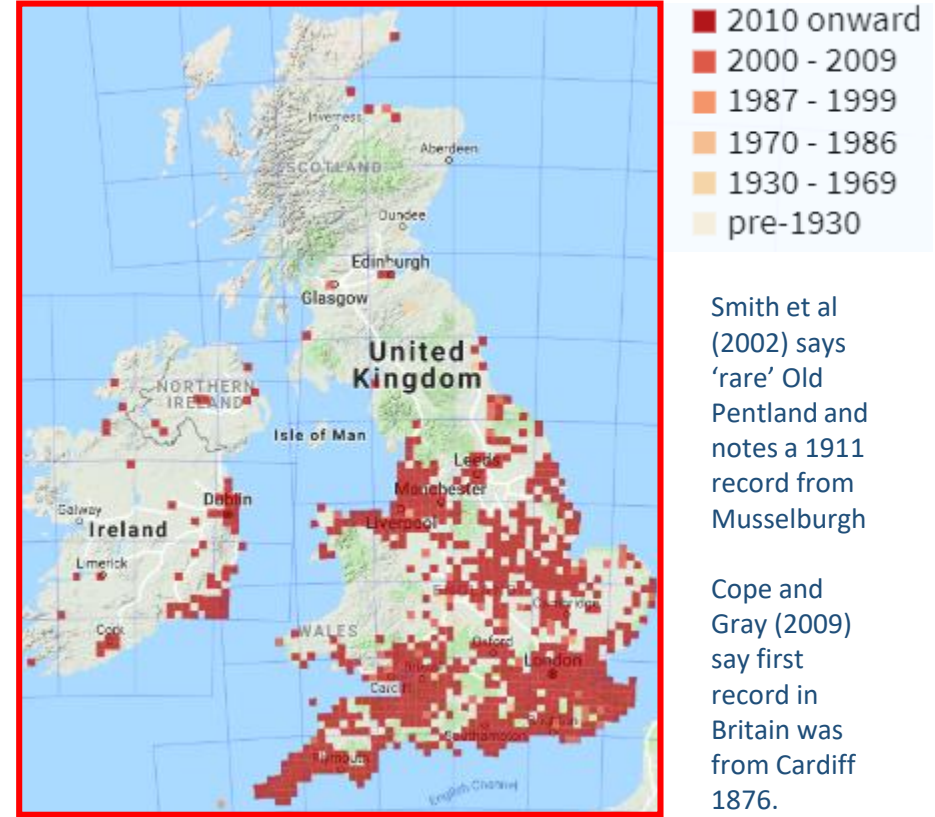 2010 onward
2000 - 2009
1987 - 1999
1970 - 1986
1930 - 1969
pre-1930
Inverness
Aberdeen
SCOTLAND
Dundee
Edinburgh
Glasgow
United
Kingdom
NORTHERN
IRELAND
Isle of Man
Leeds
Manchester
Dublin
Galway
Liverpool
Ireland
Limerick
Cambridge
Cork
WALES
Oxford
London
Cardiff
Southampton
Plymouth
English Channel
Smith et al
(2002) says
‘rare’ Old
Pentland and
notes a 1911
record from
Musselburgh
Cope and
Gray (2009)
say first
record in
Britain was
from Cardiff
1876.